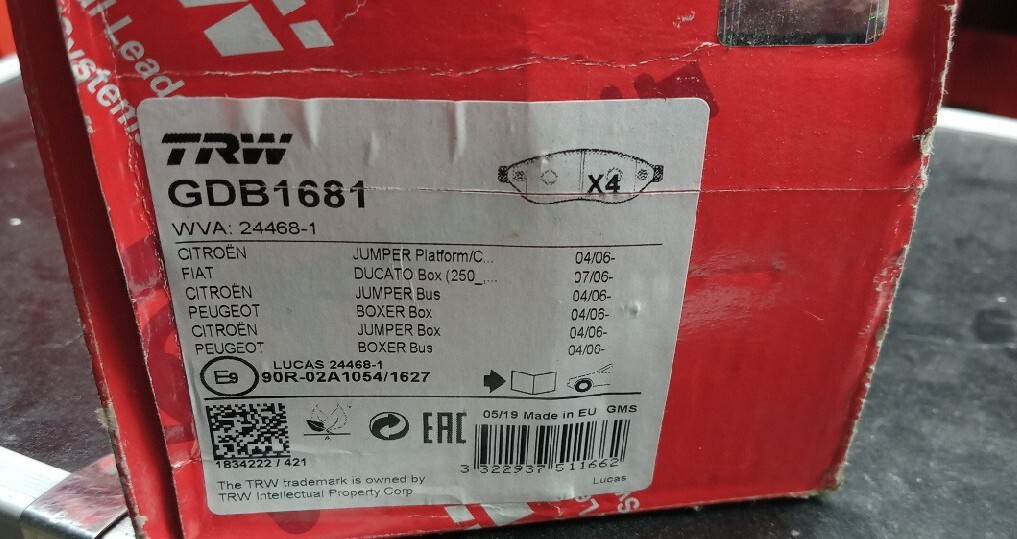 al Lead
Systems
TRW
GDB1681
X4
WVA: 24468-1
CITROËN JUMPER Platform/C... 04/06-
FIAT DUCATO Box (250_,... 07/06-
CITROËN JUMPER Bus 04/06-
PEUGEOT BOXER Box 04/06-
CITROËN JUMPER Box 04/06-
PEUGEOT BOXER Bus 04/06-
LUCAS 24468-1
E9 90R-02A1054/1627
A
EAC
05/19 Made in EU GMS
3 322937 511662
1834222 / 421
Lucas
The TRW trademark is owned by
TRW Intellectual Property Corp